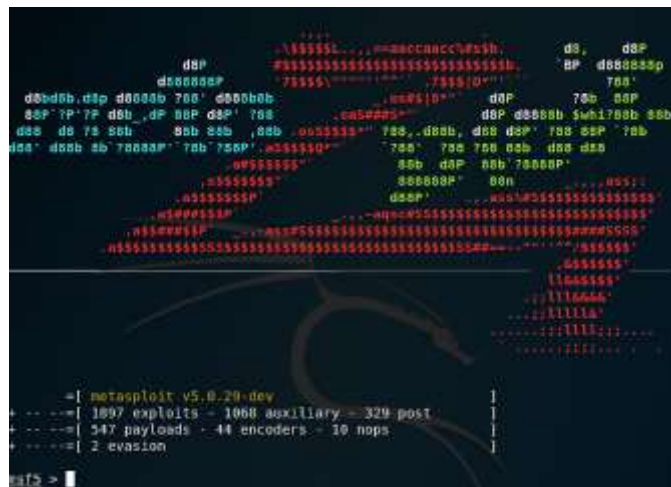 =[ metasploit v5.0.29-dev ]
+ -- --=[ 1897 exploits - 1068 auxiliary - 329 post ]
+ -- --=[ 547 payloads - 44 encoders - 10 nops ]
+ -- --=[ 2 evasion ]
msf5 >